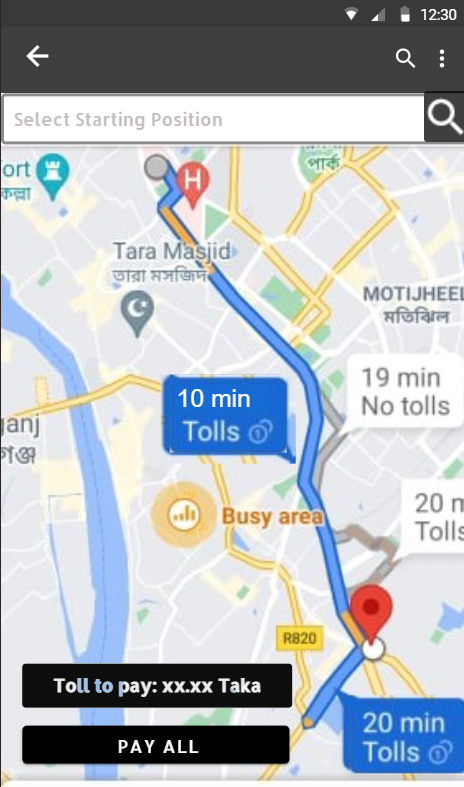 12:30
Select Starting Position
পার্ক
ort
কেল্লা
H
Tara Masjid
তারা মসজিদ
MOTIJHEEL
মতিঝিল
19 min
No tolls
10 min
Tolls
ganj
গঞ্জ
20 m
Tolls
Busy area
R820
Toll to pay: xx.xx Taka
20 min
Tolls
PAY ALL